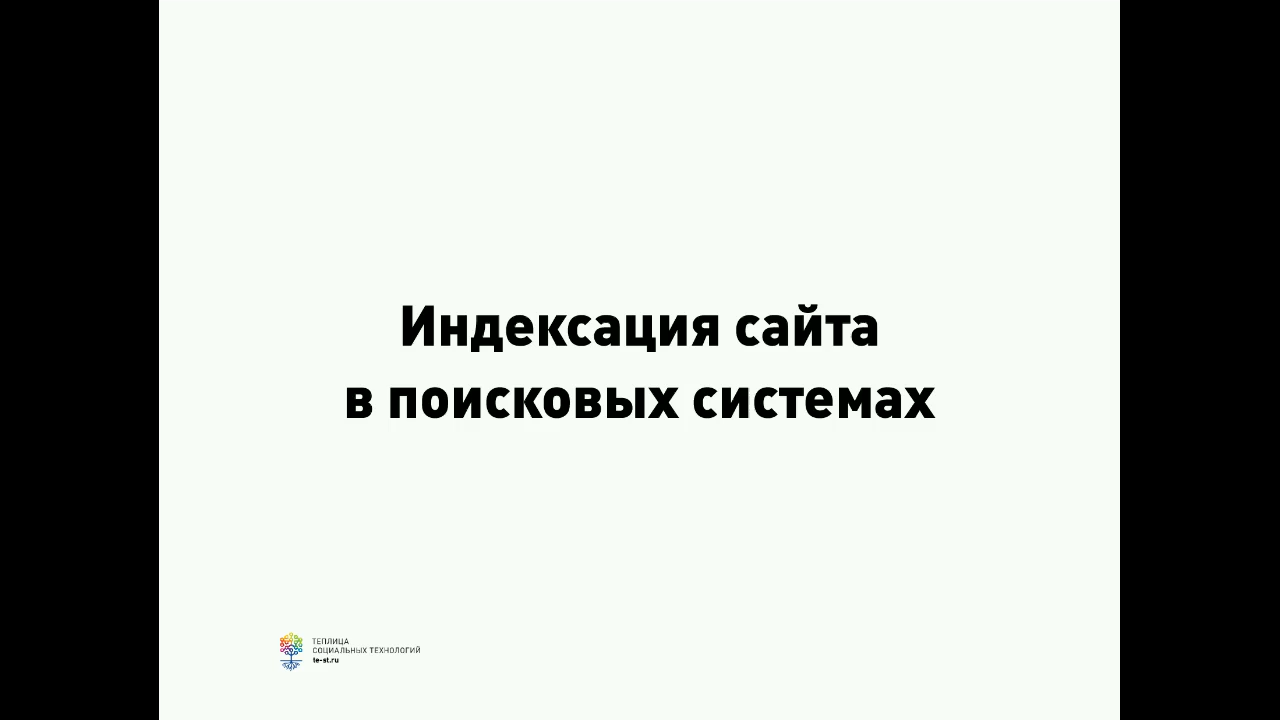 Индексация сайта
в поисковых системах
ТЕПЛИЦА
СОЦИАЛЬНЫХ ТЕХНОЛОГИЙ
te-st.ru